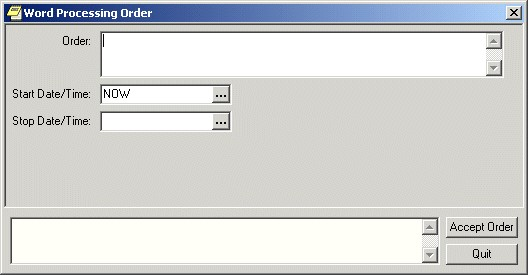 Word Processing Order
Order:
Start Date/Time: NOW ...
Stop Date/Time: ...
Accept Order
Quit